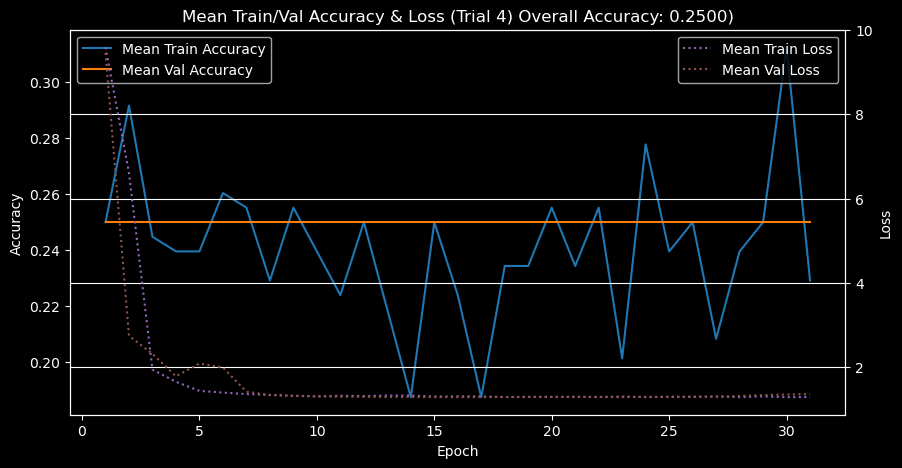 Mean Train/Val Accuracy & Loss (Trial 4) Overall Accuracy: 0.2500)
Mean Train Accuracy
Mean Val Accuracy
Mean Train Loss
Mean Val Loss
Accuracy
0.30
0.28
0.26
0.24
0.22
0.20
10
8
6
4
2
Loss
0
5
10
15
20
25
30
Epoch